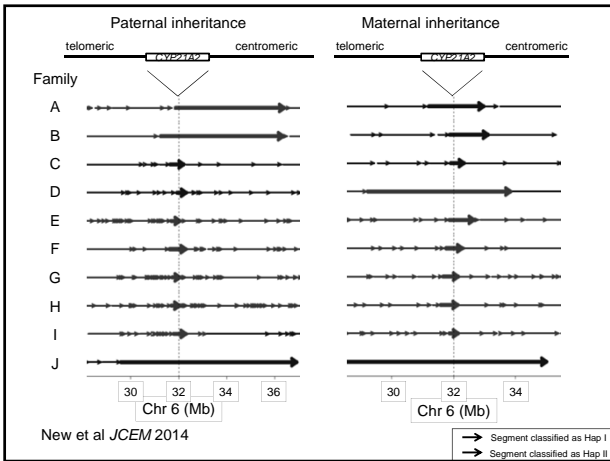 Paternal inheritance Maternal inheritance
telomeric centromeric telomeric centromeric
CYP21A2 CYP21A2
Family
A
B
C
D
E
F
G
H
I
J
30 32 34 36 30 32 34
Chr 6 (Mb) Chr 6 (Mb)
New et al JCEM 2014
Segment classified as Hap I
Segment classified as Hap II